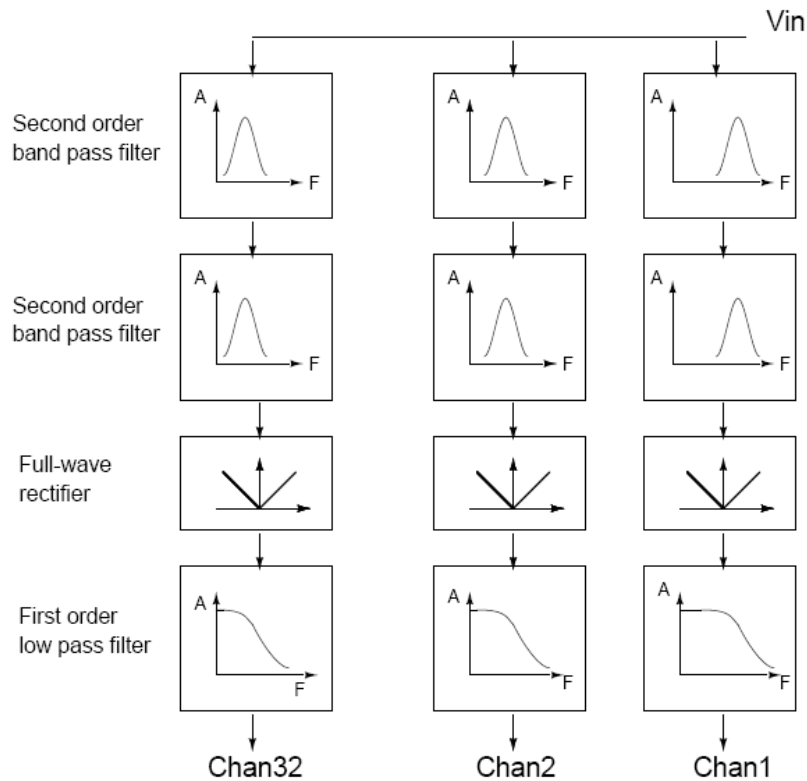 Vin
Second order
band pass filter
A
F
A
F
A
F
Second order
band pass filter
A
F
A
F
A
F
Full-wave
rectifier
First order
low pass filter
A
F
A
F
A
F
Chan32
Chan2
Chan1